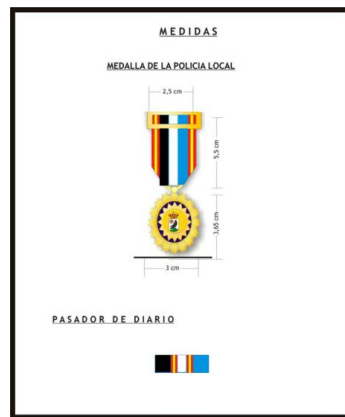 MEDIDAS
MEDALLA DE LA POLICIA LOCAL
2,5 cm
5,5 cm
3,65 cm
3 cm
PASADOR DE DIARIO